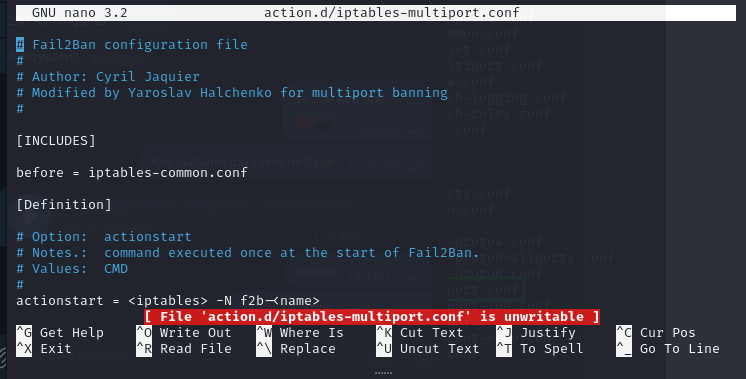 GNU nano 3.2 action.d/iptables-multiport.conf
# Fail2Ban configuration file
#
# Author: Cyril Jaquier
# Modified by Yaroslav Halchenko for multiport banning
#
[INCLUDES]
before = iptables-common.conf
[Definition]
# Option:  actionstart
# Notes.:  command executed once at the start of Fail2Ban.
# Values:  CMD
#
actionstart = <iptables> -N f2b-<name>
[ File 'action.d/iptables-multiport.conf' is unwritable ]
^G Get Help ^O Write Out ^W Where Is ^K Cut Text ^J Justify ^C Cur Pos
^X Exit ^R Read File ^\ Replace ^U Uncut Text ^T To Spell ^_ Go To Line